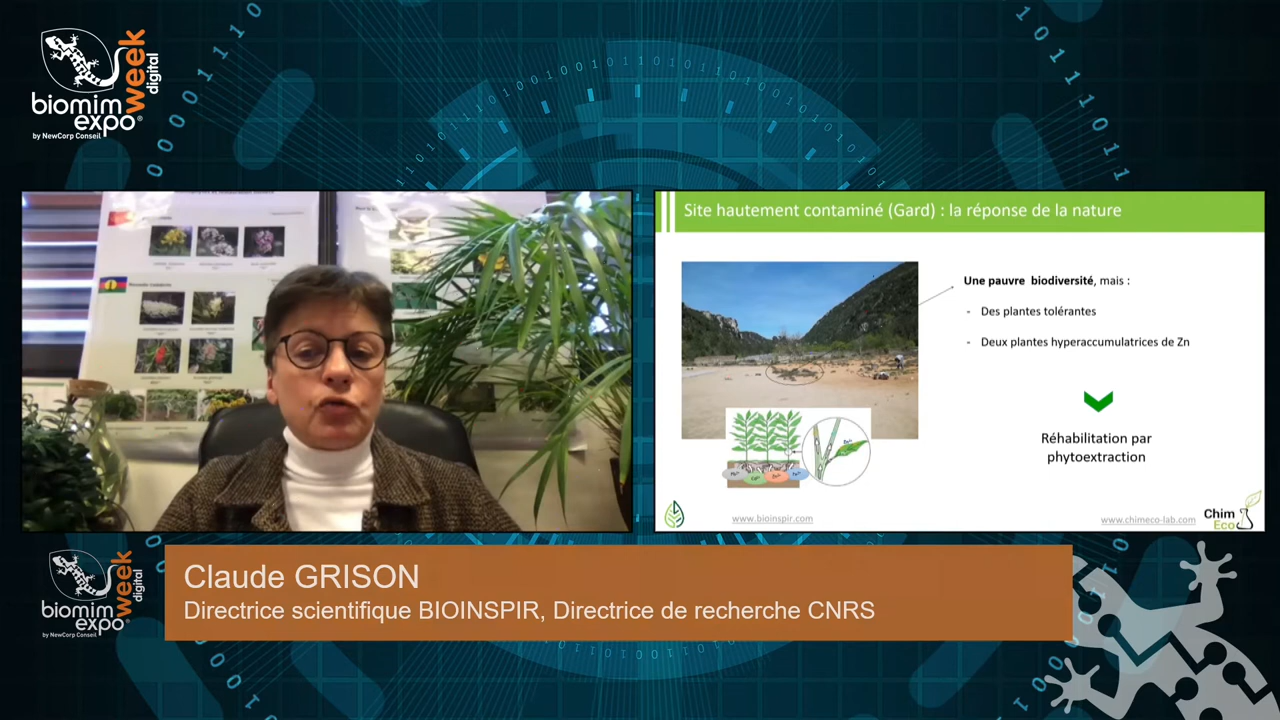 biomim
expo®
week
digital
by NewCorp Conseil
Nouvelle Calédonie
Site hautement contaminé (Gard) : la réponse de la nature
Une pauvre biodiversité, mais :
- Des plantes tolérantes
- Deux plantes hyperaccumulatrices de Zn
Réhabilitation par
phytoextraction
www.bioinspir.com
www.chimeco-lab.com
Chim
Eco
biomim
expo®
week
digital
by NewCorp Conseil
Claude GRISON
Directrice scientifique BIOINSPIR, Directrice de recherche CNRS